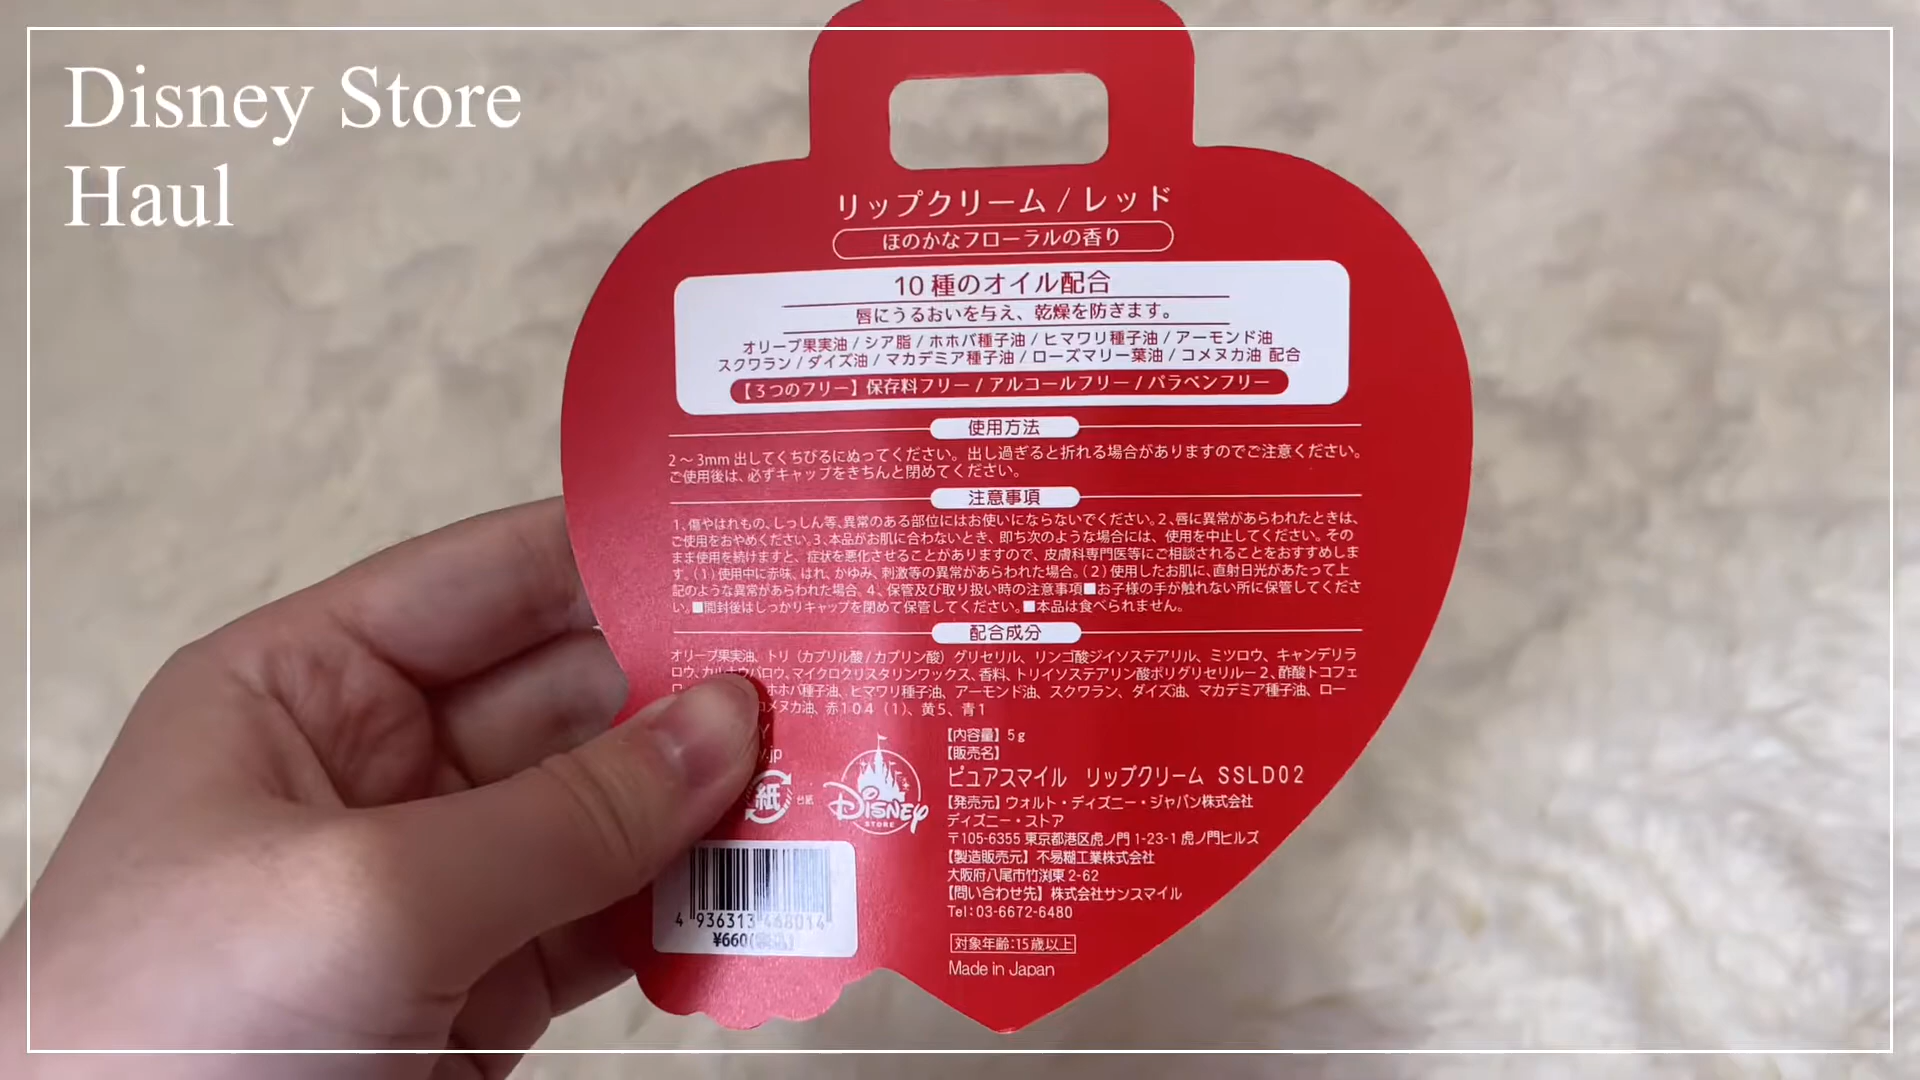 Disney Store
Haul
リップクリーム / レッド
ほのかなフローラルの香り
10 種のオイル配合
唇にうるおいを与え、乾燥を防ぎます。
オリーブ果実油 / シア脂 / ホホバ種子油 / ヒマワリ種子油 / アーモンド油
スクワラン / ダイズ油 / マカデミア種子油 / ローズマリー葉油 / コメヌカ油 配合
【3つのフリー】保存料フリー / アルコールフリー / パラベンフリー
使用方法
2～3mm 出してくちびるにぬってください。出し過ぎると折れる場合がありますのでご注意ください。
ご使用後は、必ずキャップをきちんと閉めてください。
注意事項
1、傷やはれもの、しっしん等、異常のある部位にはお使いにならないでください。2、唇に異常があらわれたときは、
ご使用をおやめください。3、本品がお肌に合わないとき、即ち次のような場合には、使用を中止してください。その
まま使用を続けますと、症状を悪化させることがありますので、皮膚科専門医等にご相談されることをおすすめしま
す。(1) 使用中に赤味、はれ、かゆみ、刺激等の異常があらわれた場合。(2) 使用したお肌に、直射日光があたって上
記のような異常があらわれた場合。4、保管及び取り扱い時の注意事項■お子様の手が触れない所に保管してくださ
い。■開封後はしっかりキャップを閉めて保管してください。■本品は食べられません。
配合成分
オリーブ果実油、トリ（カプリル酸 / カプリン酸）グリセリル、リンゴ酸ジイソステアリル、ミツロウ、キャンデリラ
ロウ、カルナウバロウ、マイクロクリスタリンワックス、香料、トリイソステアリン酸ポリグリセリル－2、酢酸トコフェ
ホホバ種子油、ヒマワリ種子油、アーモンド油、スクワラン、ダイズ油、マカデミア種子油、ロー
コメヌカ油、赤104（1）、黄5、青1
.jp
紙
台紙
Disney
STORE
【内容量】5g
【販売名】
ピュアスマイル リップクリーム SSLD02
【発売元】ウォルト・ディズニー・ジャパン株式会社
ディズニー・ストア
〒105-6355 東京都港区虎ノ門 1-23-1 虎ノ門ヒルズ
【製造販売元】不易糊工業株式会社
大阪府八尾市竹渕東 2-62
【問い合わせ先】株式会社サンスマイル
Tel：03-6672-6480
対象年齢：15歳以上
Made in Japan
4 936313 468014
¥660